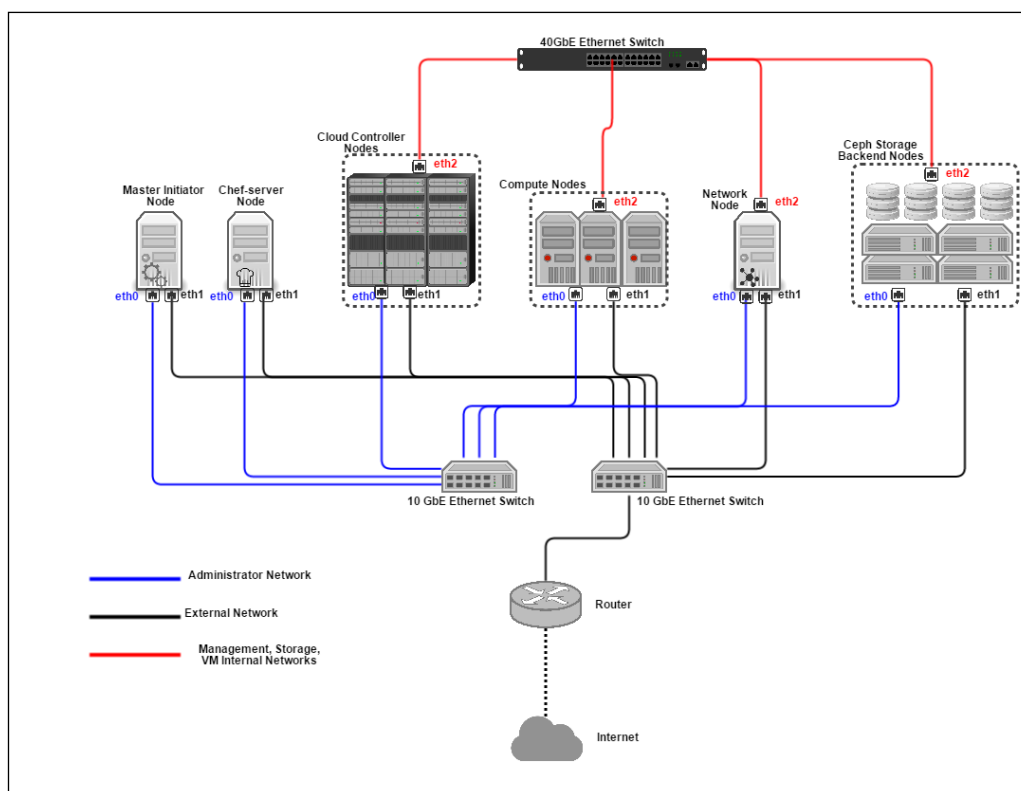 40GbE Ethernet Switch
Cloud Controller
Nodes
eth2
Ceph Storage
Backend Nodes
eth2
Master Initiator
Node
Chef-server
Node
Compute Nodes
eth2
Network
Node
eth2
eth0
eth1
eth0
eth1
eth0
eth1
eth0
eth1
eth0
eth1
eth0
eth1
10 GbE Ethernet Switch
10 GbE Ethernet Switch
Administrator Network
External Network
Management, Storage,
VM Internal Networks
Router
Internet